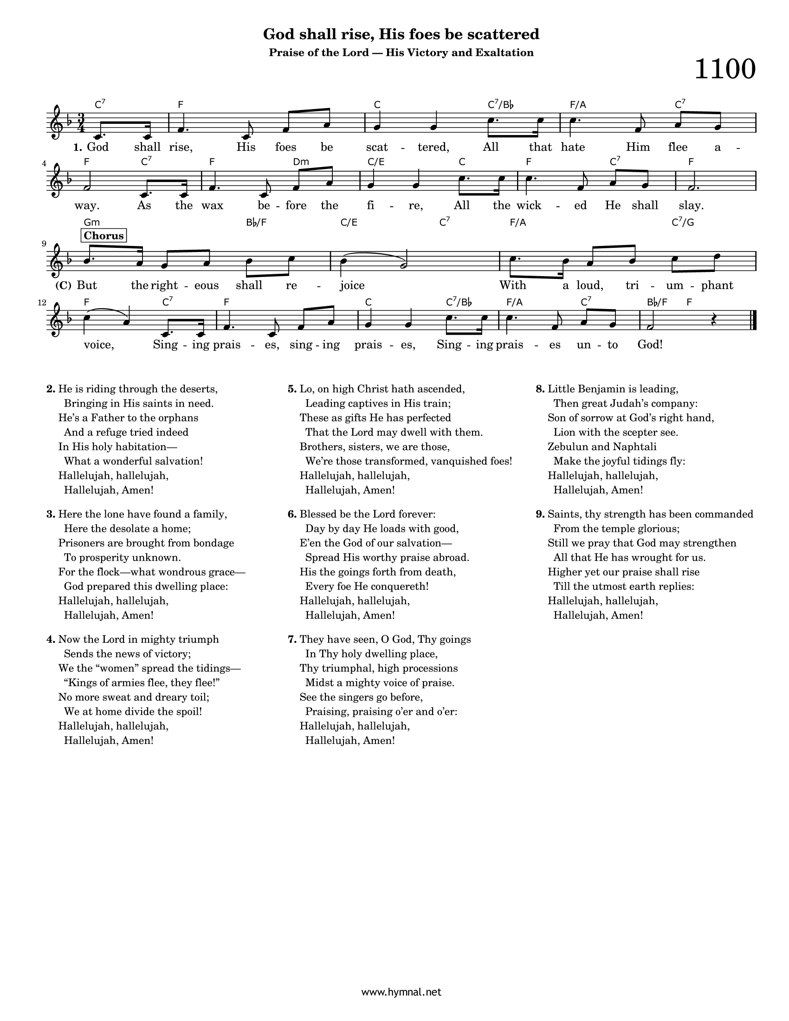 God shall rise, His foes be scattered
Praise of the Lord — His Victory and Exaltation
1100
C7 F C C7/B♭ F/A C7
1. God shall rise, His foes be scat - tered, All that hate Him flee a -
4
F C7 F Dm C/E C F C7 F
way. As the wax be - fore the fi - re, All the wick - ed He shall slay.
Gm B♭/F C/E C7 F/A C7/G
9
Chorus
(C) But the right - eous shall re - joice With a loud, tri - um - phant
12
F C7 F C C7/B♭ F/A C7 B♭/F F
voice, Sing - ing prais - es, sing - ing prais - es, Sing - ing prais - es un - to God!
2. He is riding through the deserts,
Bringing in His saints in need.
He's a Father to the orphans
And a refuge tried indeed
In His holy habitation—
What a wonderful salvation!
Hallelujah, hallelujah,
Hallelujah, Amen!
3. Here the lone have found a family,
Here the desolate a home;
Prisoners are brought from bondage
To prosperity unknown.
For the flock—what wondrous grace—
God prepared this dwelling place:
Hallelujah, hallelujah,
Hallelujah, Amen!
4. Now the Lord in mighty triumph
Sends the news of victory;
We the “women” spread the tidings—
“Kings of armies flee, they flee!”
No more sweat and dreary toil;
We at home divide the spoil!
Hallelujah, hallelujah,
Hallelujah, Amen!
5. Lo, on high Christ hath ascended,
Leading captives in His train;
These as gifts He has perfected
That the Lord may dwell with them.
Brothers, sisters, we are those,
We're those transformed, vanquished foes!
Hallelujah, hallelujah,
Hallelujah, Amen!
6. Blessed be the Lord forever:
Day by day He loads with good,
E'en the God of our salvation—
Spread His worthy praise abroad.
His the goings forth from death,
Every foe He conquereth!
Hallelujah, hallelujah,
Hallelujah, Amen!
7. They have seen, O God, Thy goings
In Thy holy dwelling place,
Thy triumphal, high processions
Midst a mighty voice of praise.
See the singers go before,
Praising, praising o'er and o'er:
Hallelujah, hallelujah,
Hallelujah, Amen!
8. Little Benjamin is leading,
Then great Judah's company:
Son of sorrow at God's right hand,
Lion with the scepter see.
Zebulun and Naphtali
Make the joyful tidings fly:
Hallelujah, hallelujah,
Hallelujah, Amen!
9. Saints, thy strength has been commanded
From the temple glorious;
Still we pray that God may strengthen
All that He has wrought for us.
Higher yet our praise shall rise
Till the utmost earth replies:
Hallelujah, hallelujah,
Hallelujah, Amen!
www.hymnal.net